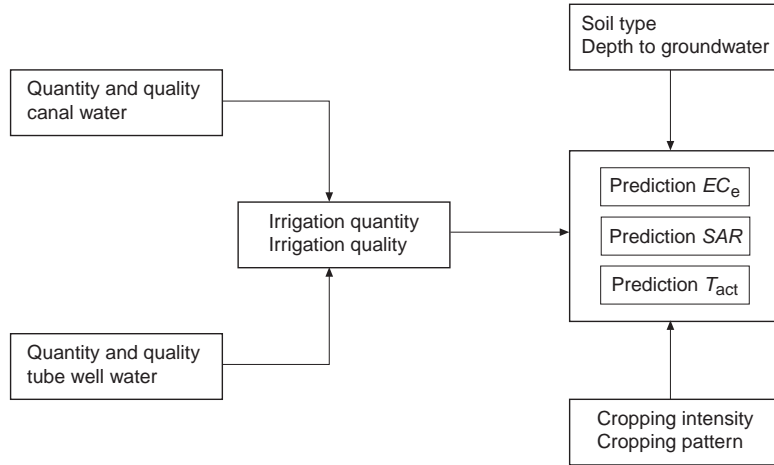 Soil type
Depth to groundwater
Quantity and quality
canal water
Prediction ECe
Irrigation quantity
Irrigation quality
Prediction SAR
Prediction Tact
Quantity and quality
tube well water
Cropping intensity
Cropping pattern